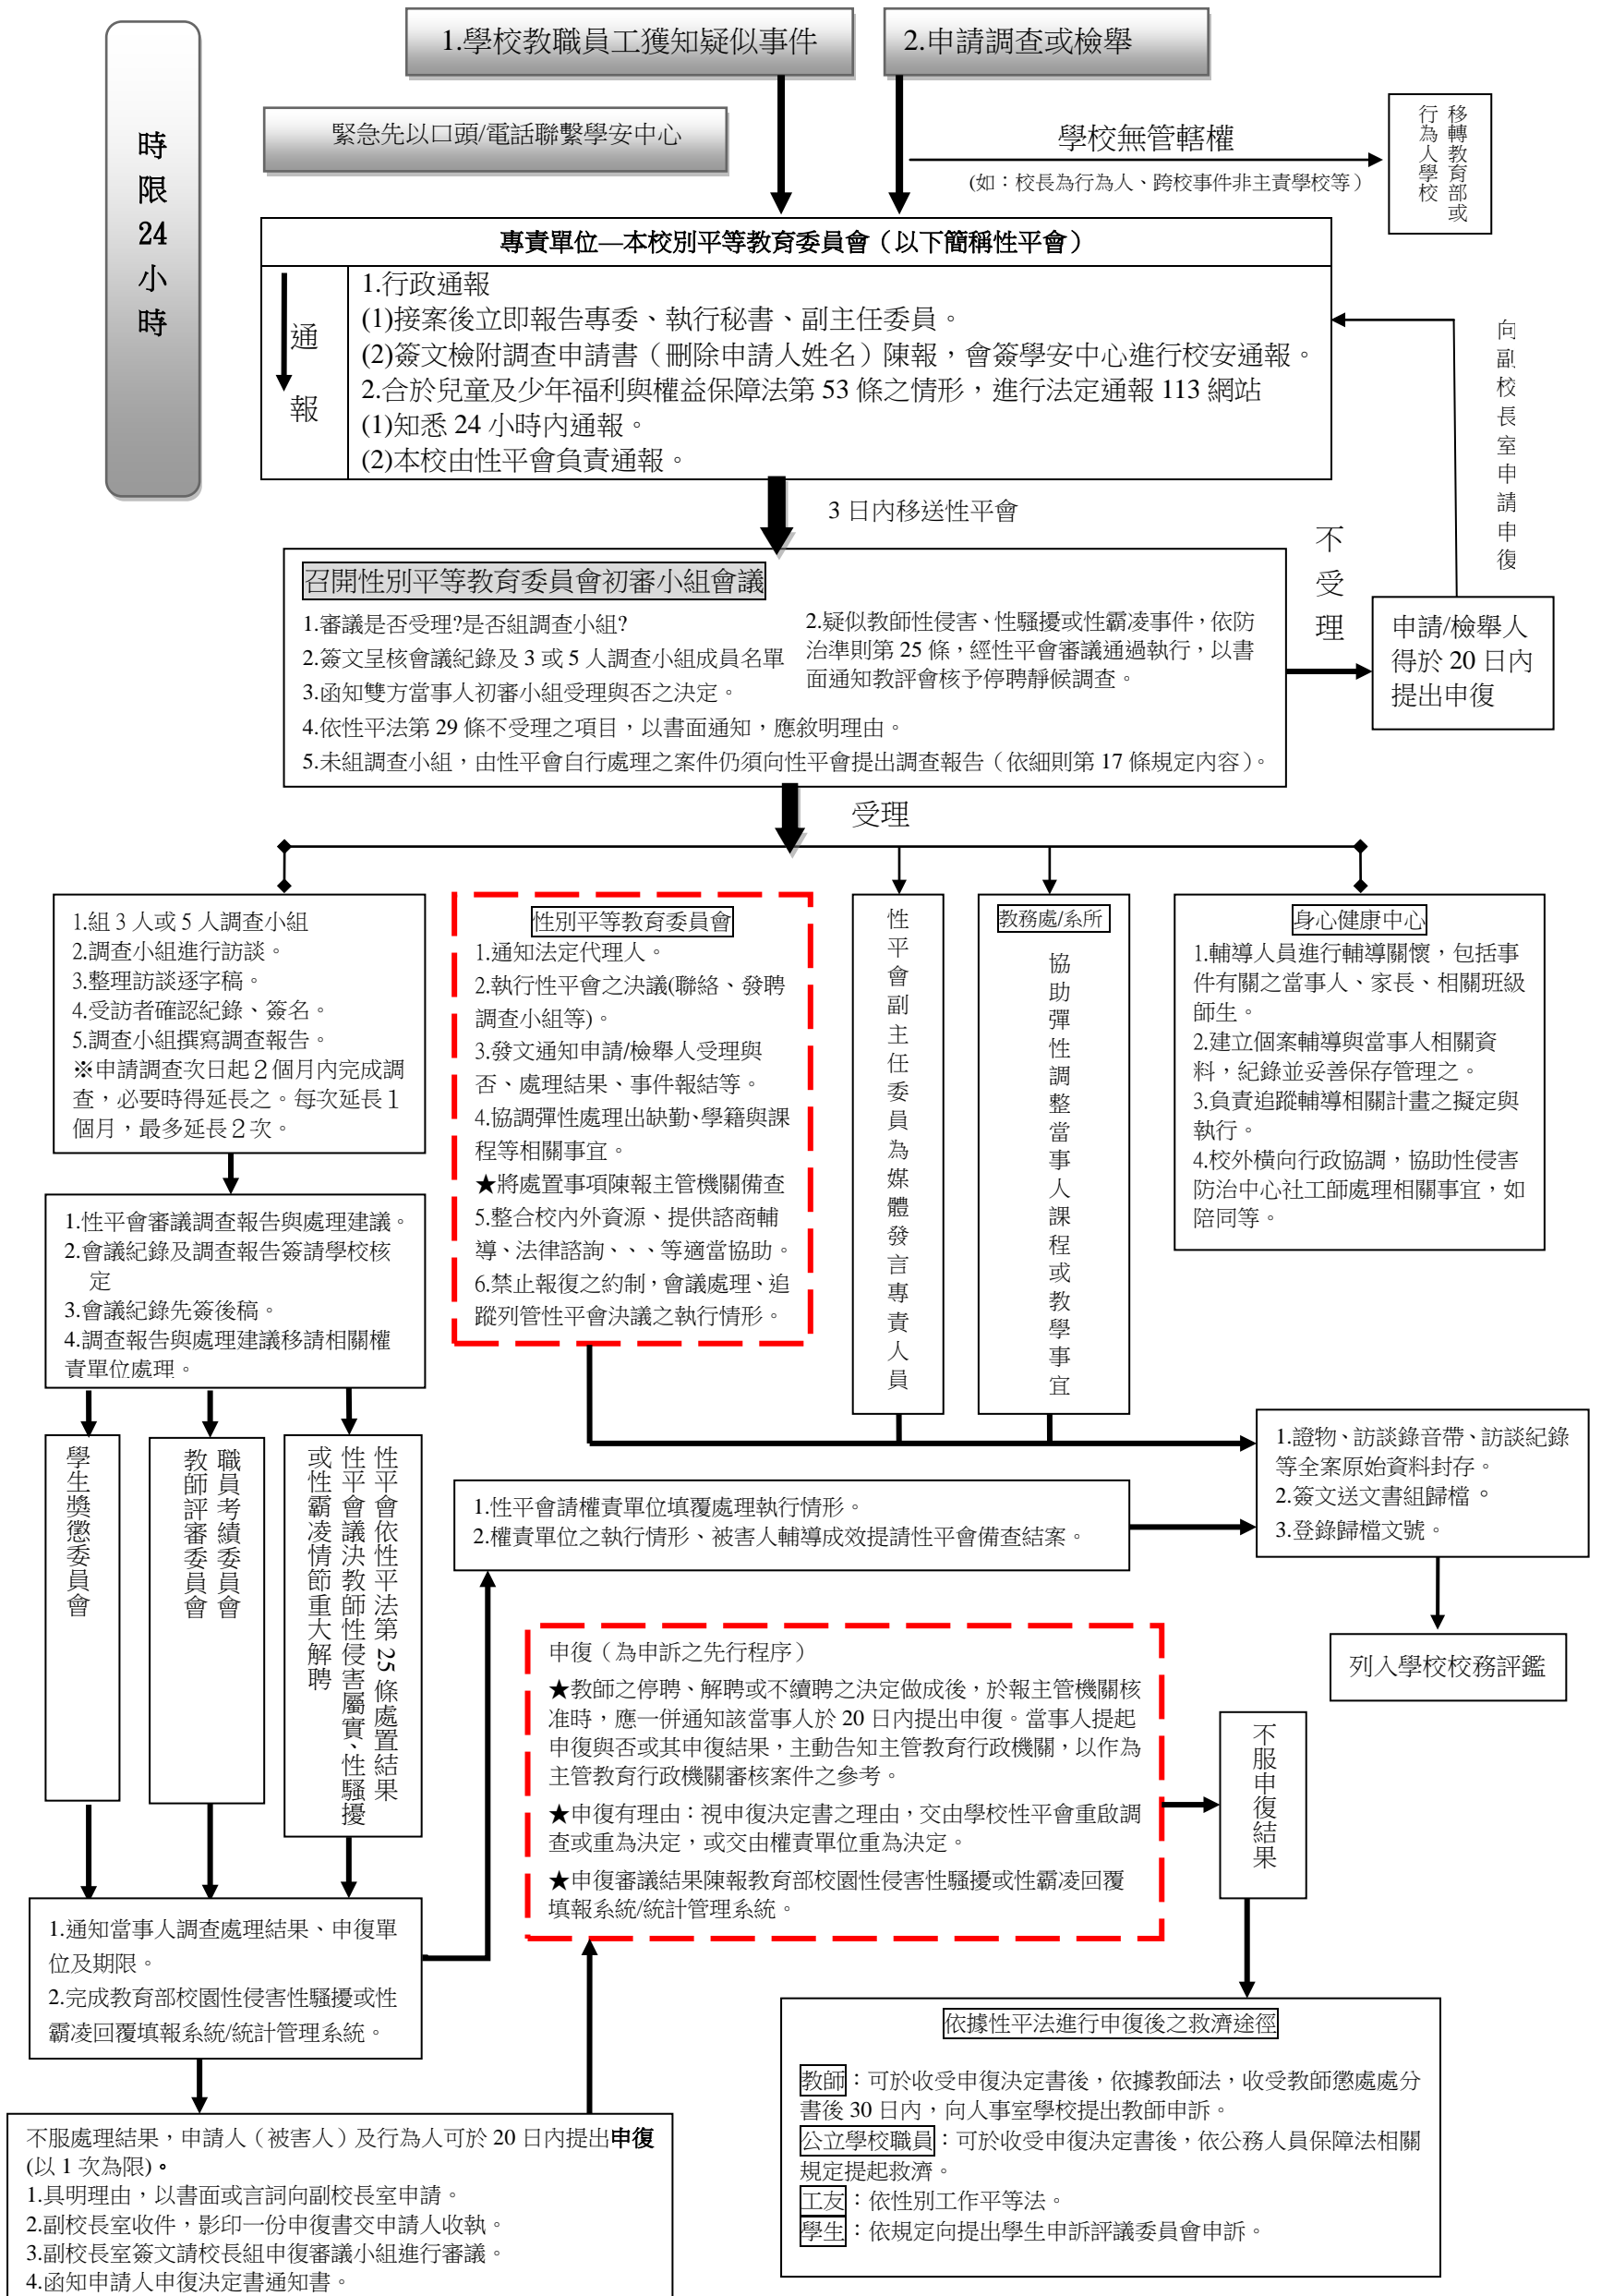 時限24小時
1.學校教職員工獲知疑似事件
2.申請調查或檢舉
緊急先以口頭/電話聯繫學安中心
學校無管轄權
(如：校長為行為人、跨校事件非主責學校等）
移轉教育部或
行為人學校
專責單位—本校別平等教育委員會（以下簡稱性平會）
通報
1.行政通報
(1)接案後立即報告專委、執行秘書、副主任委員。
(2)簽文檢附調查申請書（刪除申請人姓名）陳報，會簽學安中心進行校安通報。
2.合於兒童及少年福利與權益保障法第 53 條之情形，進行法定通報 113 網站
(1)知悉 24 小時內通報。
(2)本校由性平會負責通報。
向副校長室申請申復
3 日內移送性平會
不受理
召開性別平等教育委員會初審小組會議
1.審議是否受理?是否組調查小組?
2.簽文呈核會議紀錄及 3 或 5 人調查小組成員名單
3.函知雙方當事人初審小組受理與否之決定。
2.疑似教師性侵害、性騷擾或性霸凌事件，依防
治準則第 25 條，經性平會審議通過執行，以書
面通知教評會核予停聘靜候調查。
4.依性平法第 29 條不受理之項目，以書面通知，應敘明理由。
5.未組調查小組，由性平會自行處理之案件仍須向性平會提出調查報告（依細則第 17 條規定內容）。
申請/檢舉人
得於 20 日內
提出申復
受理
1.組 3 人或 5 人調查小組
2.調查小組進行訪談。
3.整理訪談逐字稿。
4.受訪者確認紀錄、簽名。
5.調查小組撰寫調查報告。
※申請調查次日起２個月內完成調
查，必要時得延長之。每次延長１
個月，最多延長２次。
性別平等教育委員會
1.通知法定代理人。
2.執行性平會之決議(聯絡、發聘
調查小組等)。
3.發文通知申請/檢舉人受理與
否、處理結果、事件報結等。
4.協調彈性處理出缺勤、學籍與課
程等相關事宜。
★將處置事項陳報主管機關備查
5.整合校內外資源、提供諮商輔
導、法律諮詢、、、等適當協助。
6.禁止報復之約制，會議處理、追
蹤列管性平會決議之執行情形。
性平會副主任委員為媒體發言專責人員
教務處/系所
協助彈性調整當事人課程或教學事宜
身心健康中心
1.輔導人員進行輔導關懷，包括事
件有關之當事人、家長、相關班級
師生。
2.建立個案輔導與當事人相關資
料，紀錄並妥善保存管理之。
3.負責追蹤輔導相關計畫之擬定與
執行。
4.校外橫向行政協調，協助性侵害
防治中心社工師處理相關事宜，如
陪同等。
1.性平會審議調查報告與處理建議。
2.會議紀錄及調查報告簽請學校核
定
3.會議紀錄先簽後稿。
4.調查報告與處理建議移請相關權
責單位處理。
學生獎懲委員會
職員考績委員會
教師評審委員會
性平會依性平法第 25 條處置結果
性平會議決教師性侵害屬實、性騷擾
或性霸凌情節重大解聘
1.性平會請權責單位填覆處理執行情形。
2.權責單位之執行情形、被害人輔導成效提請性平會備查結案。
1.證物、訪談錄音帶、訪談紀錄
等全案原始資料封存。
2.簽文送文書組歸檔。
3.登錄歸檔文號。
列入學校校務評鑑
申復（為申訴之先行程序）
★教師之停聘、解聘或不續聘之決定做成後，於報主管機關核
准時，應一併通知該當事人於 20 日內提出申復。當事人提起
申復與否或其申復結果，主動告知主管教育行政機關，以作為
主管教育行政機關審核案件之參考。
★申復有理由：視申復決定書之理由，交由學校性平會重啟調
查或重為決定，或交由權責單位重為決定。
★申復審議結果陳報教育部校園性侵害性騷擾或性霸凌回覆
填報系統/統計管理系統。
不服申復結果
1.通知當事人調查處理結果、申復單
位及期限。
2.完成教育部校園性侵害性騷擾或性
霸凌回覆填報系統/統計管理系統。
不服處理結果，申請人（被害人）及行為人可於 20 日內提出申復
(以 1 次為限)。
1.具明理由，以書面或言詞向副校長室申請。
2.副校長室收件，影印一份申復書交申請人收執。
3.副校長室簽文請校長組申復審議小組進行審議。
4.函知申請人申復決定書通知書。
依據性平法進行申復後之救濟途徑
教師：可於收受申復決定書後，依據教師法，收受教師懲處處分
書後 30 日內，向人事室學校提出教師申訴。
公立學校職員：可於收受申復決定書後，依公務人員保障法相關
規定提起救濟。
工友：依性別工作平等法。
學生：依規定向提出學生申訴評議委員會申訴。